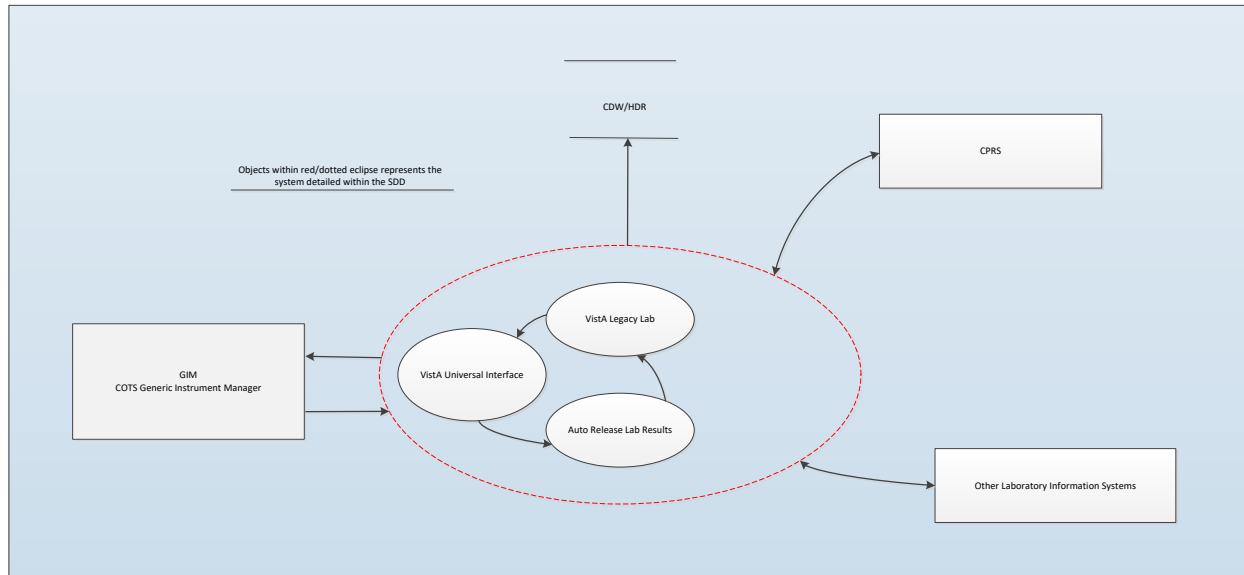 CDW/HDR
CPRS
Objects within red/dotted eclipse represents the
system detailed within the SDD
VistA Legacy Lab
GIM
COTS Generic Instrument Manager
VistA Universal Interface
Auto Release Lab Results
Other Laboratory Information Systems